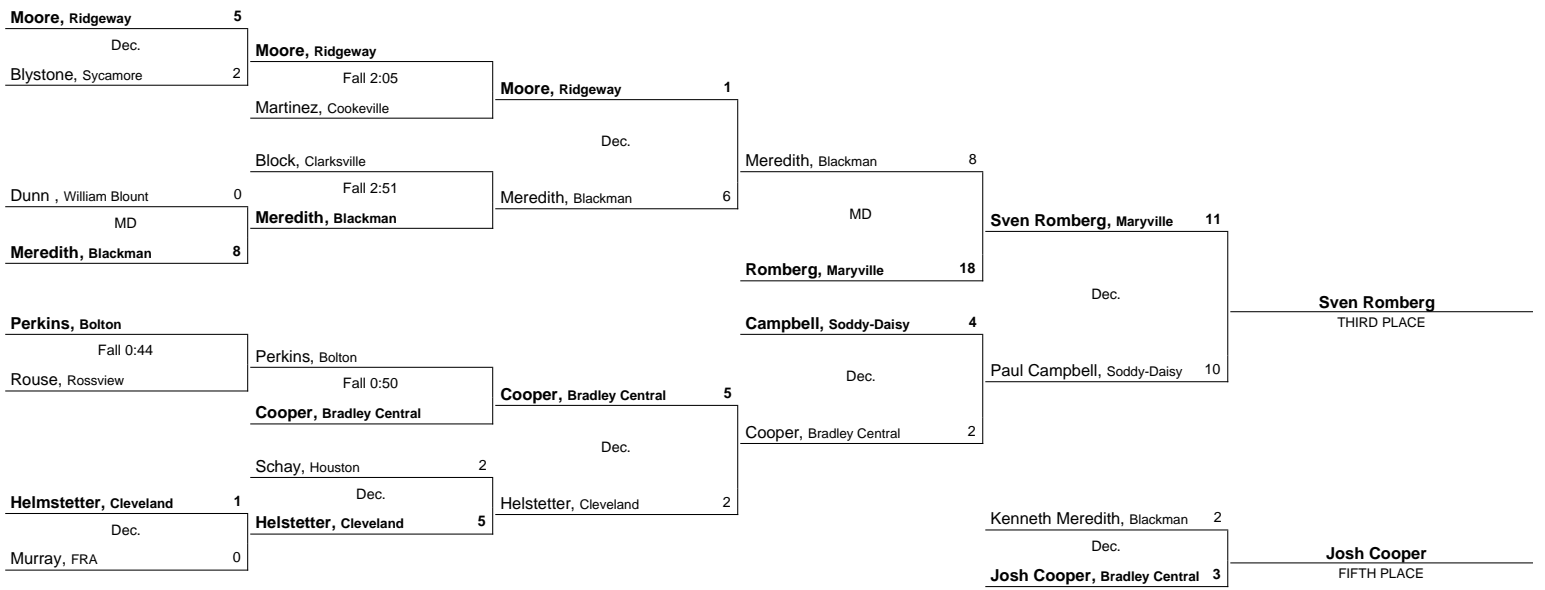 Moore, Ridgeway 5
Dec.
Blystone, Sycamore 2
Dunn , William Blount 0
MD
Meredith, Blackman 8
Perkins, Bolton
Fall 0:44
Rouse, Rossview
Helmstetter, Cleveland 1
Dec.
Murray, FRA 0
Moore, Ridgeway
Fall 2:05
Martinez, Cookeville
Block, Clarksville
Fall 2:51
Meredith, Blackman
Perkins, Bolton
Fall 0:50
Cooper, Bradley Central
Schay, Houston 2
Dec.
Helstetter, Cleveland 5
Moore, Ridgeway 1
Dec.
Meredith, Blackman 6
Cooper, Bradley Central 5
Dec.
Helstetter, Cleveland 2
Meredith, Blackman 8
MD
Romberg, Maryville 18
Campbell, Soddy-Daisy 4
Dec.
Cooper, Bradley Central 2
Sven Romberg, Maryville 11
Dec.
Paul Campbell, Soddy-Daisy 10
Kenneth Meredith, Blackman 2
Dec.
Josh Cooper, Bradley Central 3
Sven Romberg
THIRD PLACE
Josh Cooper
FIFTH PLACE